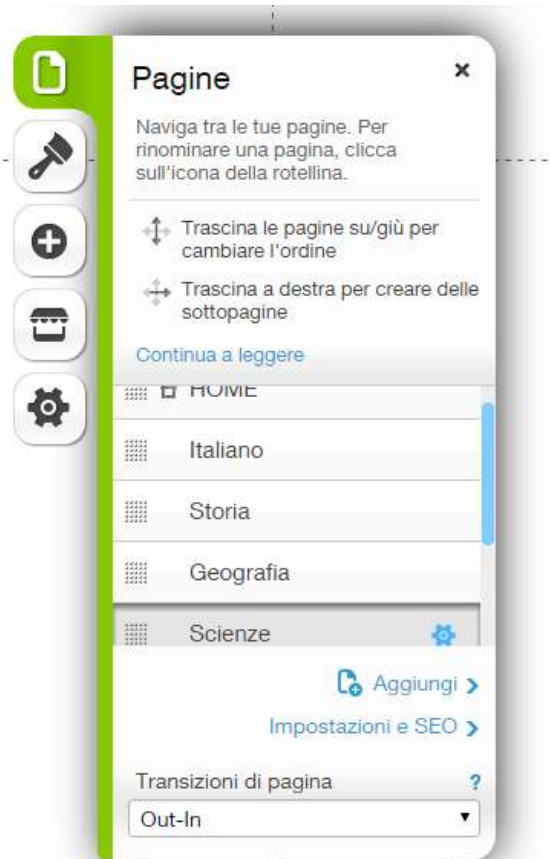 Pagine
Naviga tra le tue pagine. Per
rinominare una pagina, clicca
sull'icona della rotellina.
Trascina le pagine su/giù per
cambiare l'ordine
Trascina a destra per creare delle
sottopagine
Continua a leggere
HOME
Italiano
Storia
Geografia
Scienze
Aggiungi
Impostazioni e SEO
Transizioni di pagina ?
Out-In